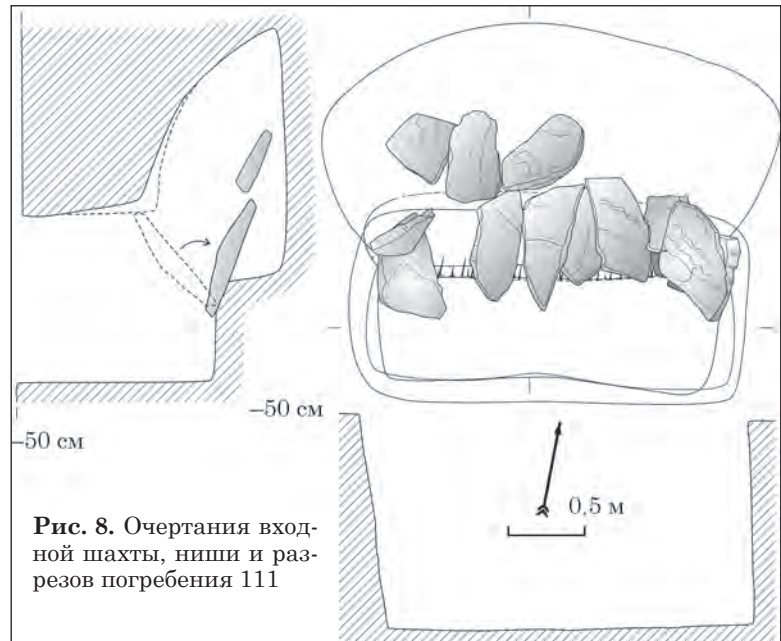 –50 см
–50 см
0,5 м
Рис. 8. Очертания вход-
ной шахты, ниши и раз-
резов погребения 111